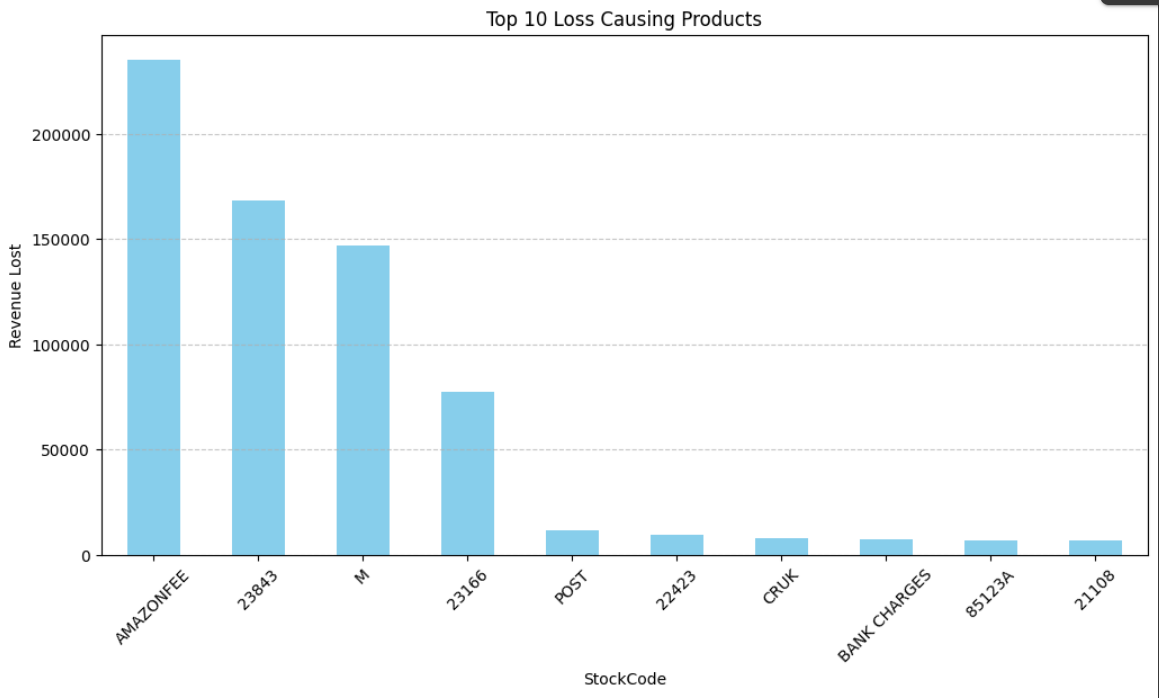 Top 10 Loss Causing Products
Revenue Lost
200000
150000
100000
50000
0
AMAZONFEE
23843
M
23166
POST
22423
CRUK
BANK CHARGES
85123A
21108
StockCode